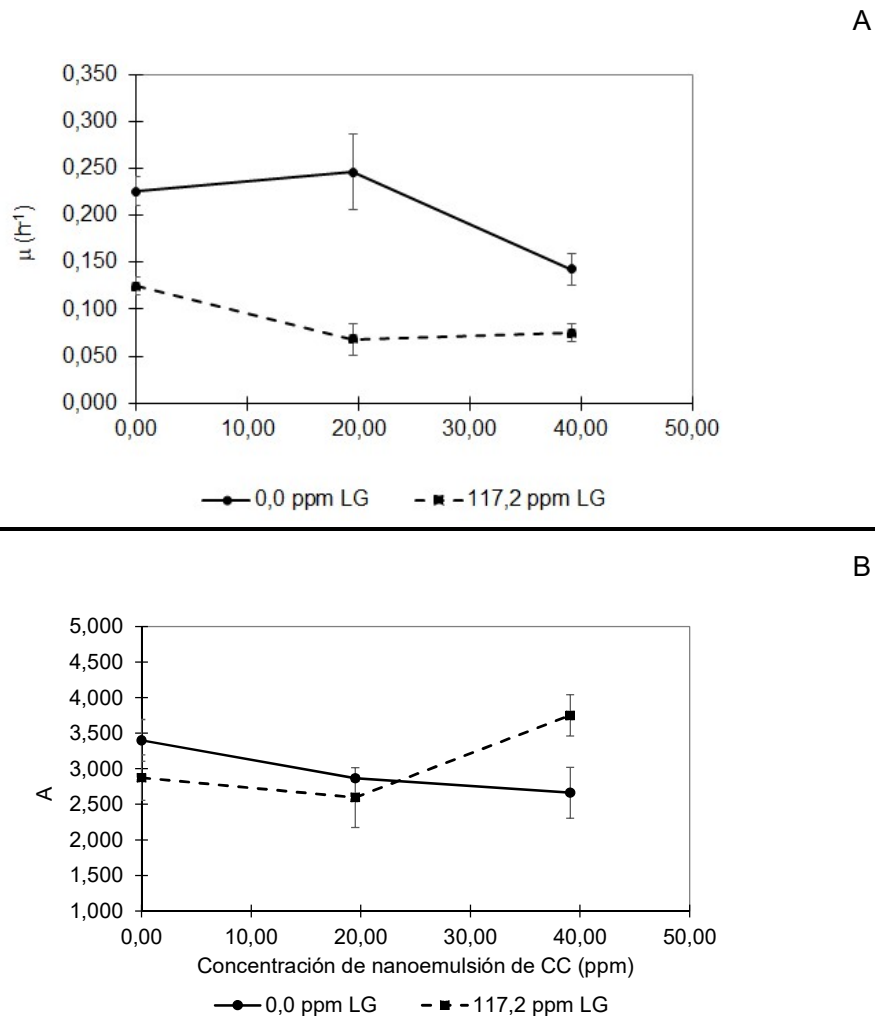 A
0,350
0,300
0,250
0,200
0,150
0,100
0,050
0,000
µ (h-1)
0,00 10,00 20,00 30,00 40,00 50,00
0,0 ppm LG 117,2 ppm LG
B
5,000
4,500
4,000
3,500
3,000
2,500
2,000
1,500
1,000
A
0,00 10,00 20,00 30,00 40,00 50,00
Concentración de nanoemulsión de CC (ppm)
0,0 ppm LG 117,2 ppm LG